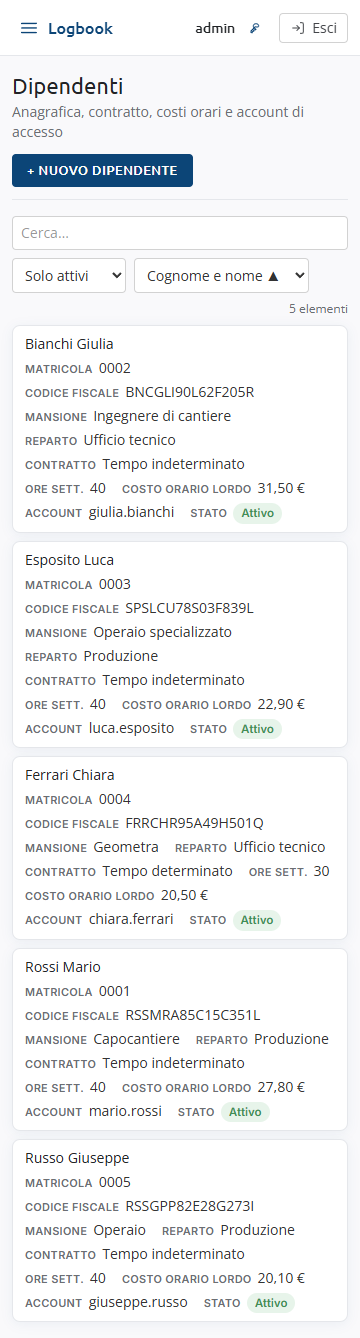 Logbook admin Esci
Dipendenti
Anagrafica, contratto, costi orari e account di
accesso
+ NUOVO DIPENDENTE
Cerca...
Solo attivi Cognome e nome ▲
5 elementi
Bianchi Giulia
MATRICOLA 0002
CODICE FISCALE BNCGLI90L62F205R
MANSIONE Ingegnere di cantiere
REPARTO Ufficio tecnico
CONTRATTO Tempo indeterminato
ORE SETT. 40 COSTO ORARIO LORDO 31,50 €
ACCOUNT giulia.bianchi STATO Attivo
Esposito Luca
MATRICOLA 0003
CODICE FISCALE SPSLCU78S03F839L
MANSIONE Operaio specializzato
REPARTO Produzione
CONTRATTO Tempo indeterminato
ORE SETT. 40 COSTO ORARIO LORDO 22,90 €
ACCOUNT luca.esposito STATO Attivo
Ferrari Chiara
MATRICOLA 0004
CODICE FISCALE FRRCHR95A49H501Q
MANSIONE Geometra REPARTO Ufficio tecnico
CONTRATTO Tempo determinato ORE SETT. 30
COSTO ORARIO LORDO 20,50 €
ACCOUNT chiara.ferrari STATO Attivo
Rossi Mario
MATRICOLA 0001
CODICE FISCALE RSSMRA85C15C351L
MANSIONE Capocantiere REPARTO Produzione
CONTRATTO Tempo indeterminato
ORE SETT. 40 COSTO ORARIO LORDO 27,80 €
ACCOUNT mario.rossi STATO Attivo
Russo Giuseppe
MATRICOLA 0005
CODICE FISCALE RSSGPP82E28G273I
MANSIONE Operaio REPARTO Produzione
CONTRATTO Tempo indeterminato
ORE SETT. 40 COSTO ORARIO LORDO 20,10 €
ACCOUNT giuseppe.russo STATO Attivo